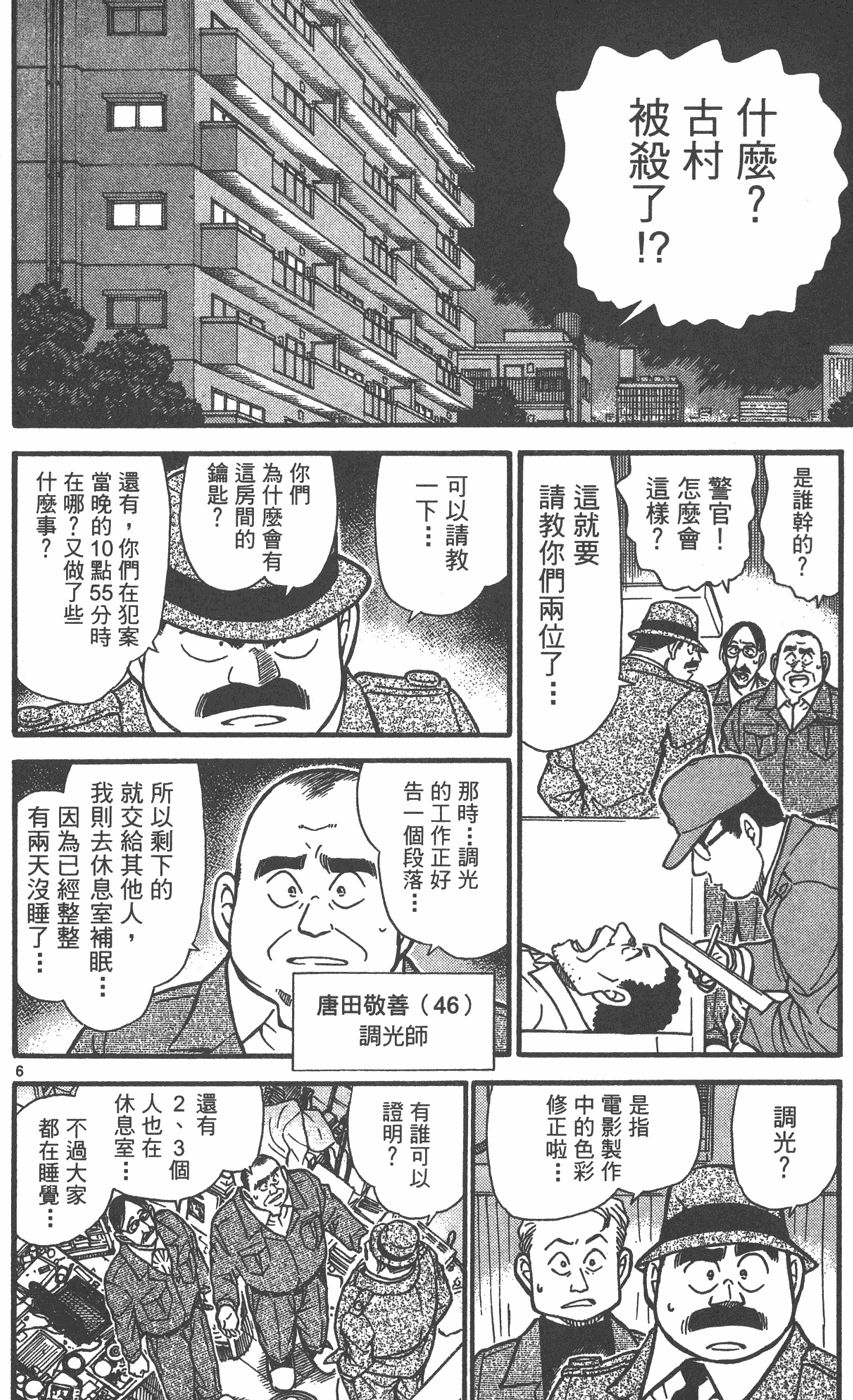 什麼？
古村
被殺了!?
是誰幹的？
警官！
怎麼會
這樣？
這就要
請教你們兩位了…
可以請教
一下…
你們
為什麼會有
這房間的
鑰匙？
還有，你們在犯案
當晚的10點55分時
在哪？又做了些
什麼事？
那時…調光
的工作正好
告一個段落…
所以剩下的
就交給其他人，
我則去休息室補眠…
因為已經整整
有兩天沒睡了…
唐田敬善（46）
調光師
6
調光？
是指
電影製作
中的色彩
修正啦…
有誰可以
證明？
還有
2、3個
人也在
休息室…
不過大家
都在睡覺…